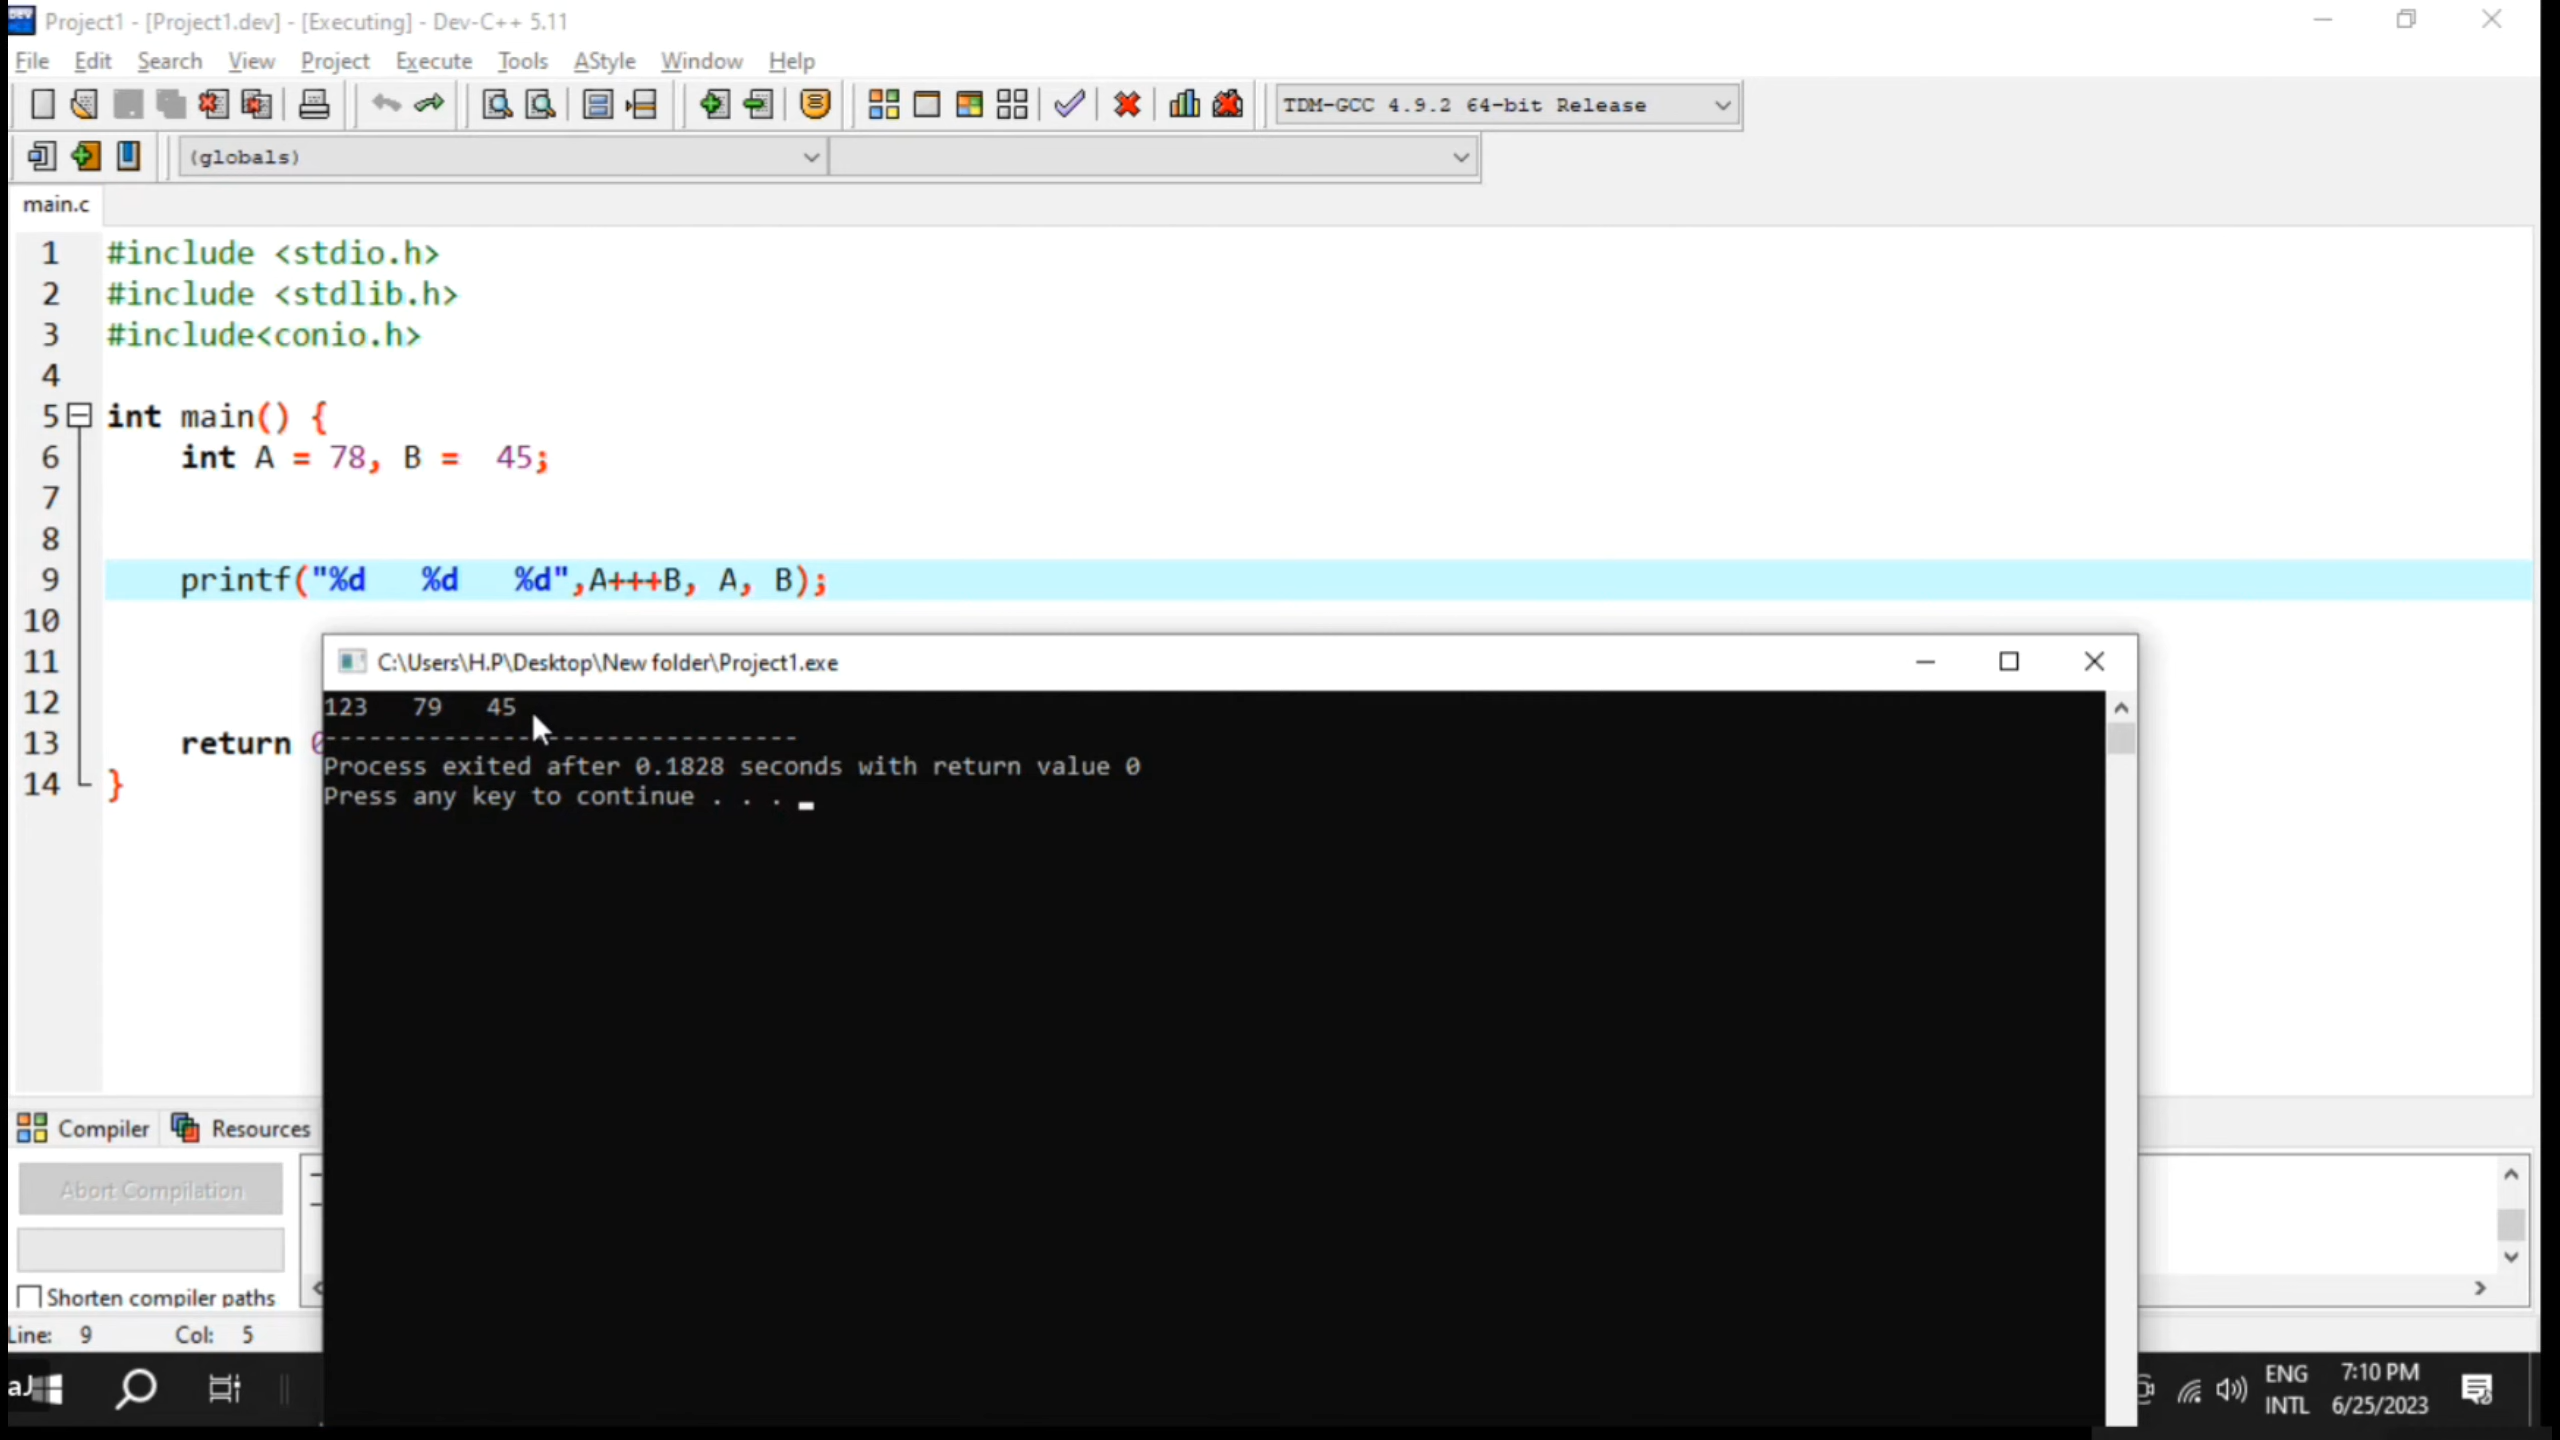 Project1 - [Project1.dev] - [Executing] - Dev-C++ 5.11
File Edit Search View Project Execute Tools AStyle Window Help
TDM-GCC 4.9.2 64-bit Release
(globals)
main.c
1 #include <stdio.h>
2 #include <stdlib.h>
3 #include<conio.h>
4
5 int main() {
6 int A = 78, B =  45;
7
8
9 printf("%d   %d   %d",A+++B, A, B);
10
11
12
13 return 0
14 }
C:\Users\H.P\Desktop\New folder\Project1.exe
123   79   45
--------------------------------
Process exited after 0.1828 seconds with return value 0
Press any key to continue . . .
Compiler Resources
Abort Compilation
Shorten compiler paths
Line: 9 Col: 5
ENG 7:10 PM
INTL 6/25/2023